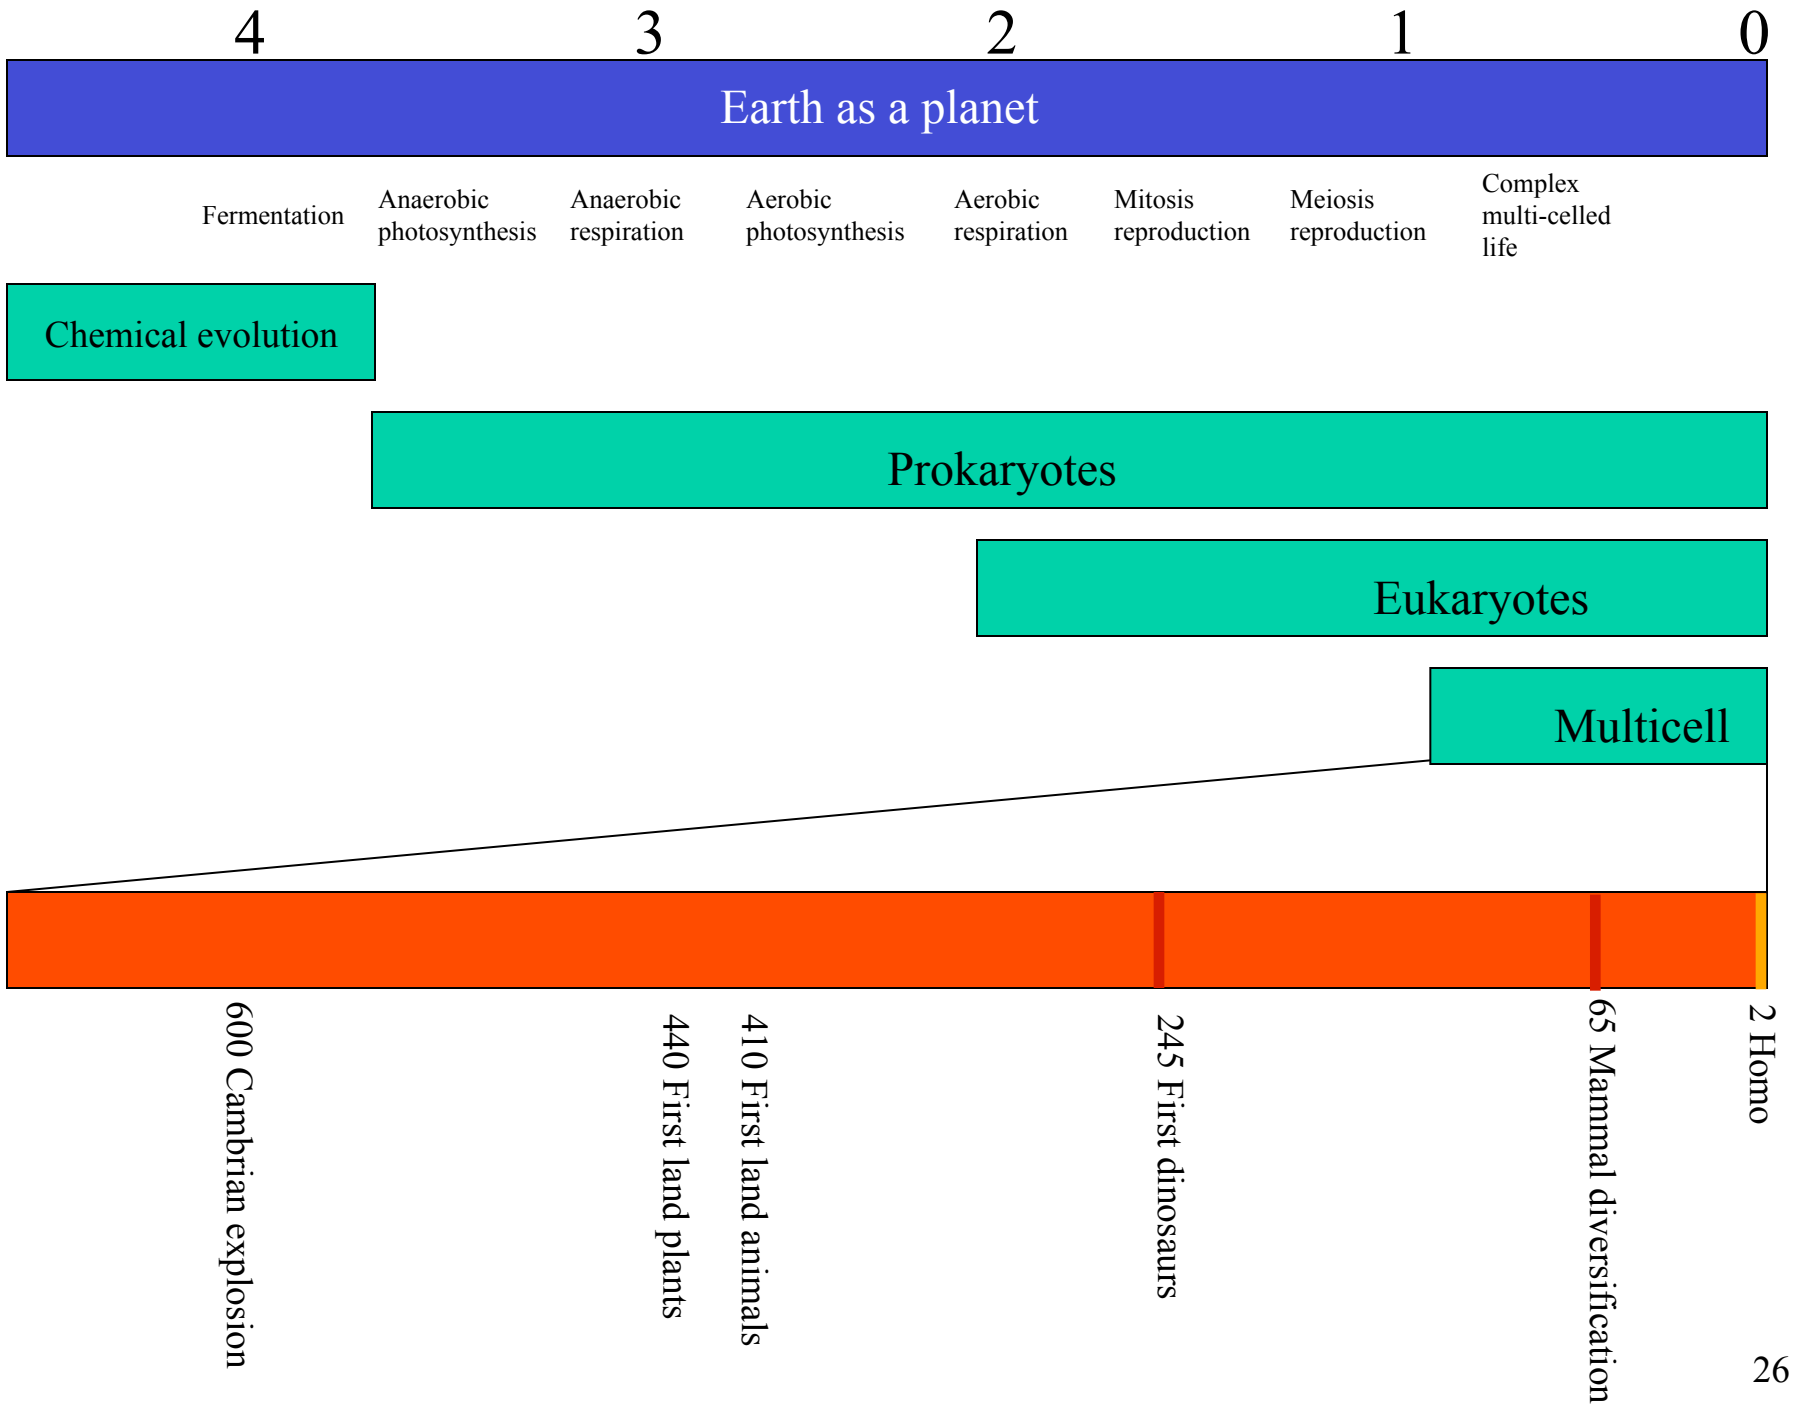 4 3 2 1 0
Earth as a planet
Fermentation
Anaerobic
photosynthesis
Anaerobic
respiration
Aerobic
photosynthesis
Aerobic
respiration
Mitosis
reproduction
Meiosis
reproduction
Complex
multi-celled
life
Chemical evolution
Prokaryotes
Eukaryotes
Multicell
600 Cambrian explosion
440 First land plants
410 First land animals
245 First dinosaurs
65 Mammal diversification
2 Homo
26